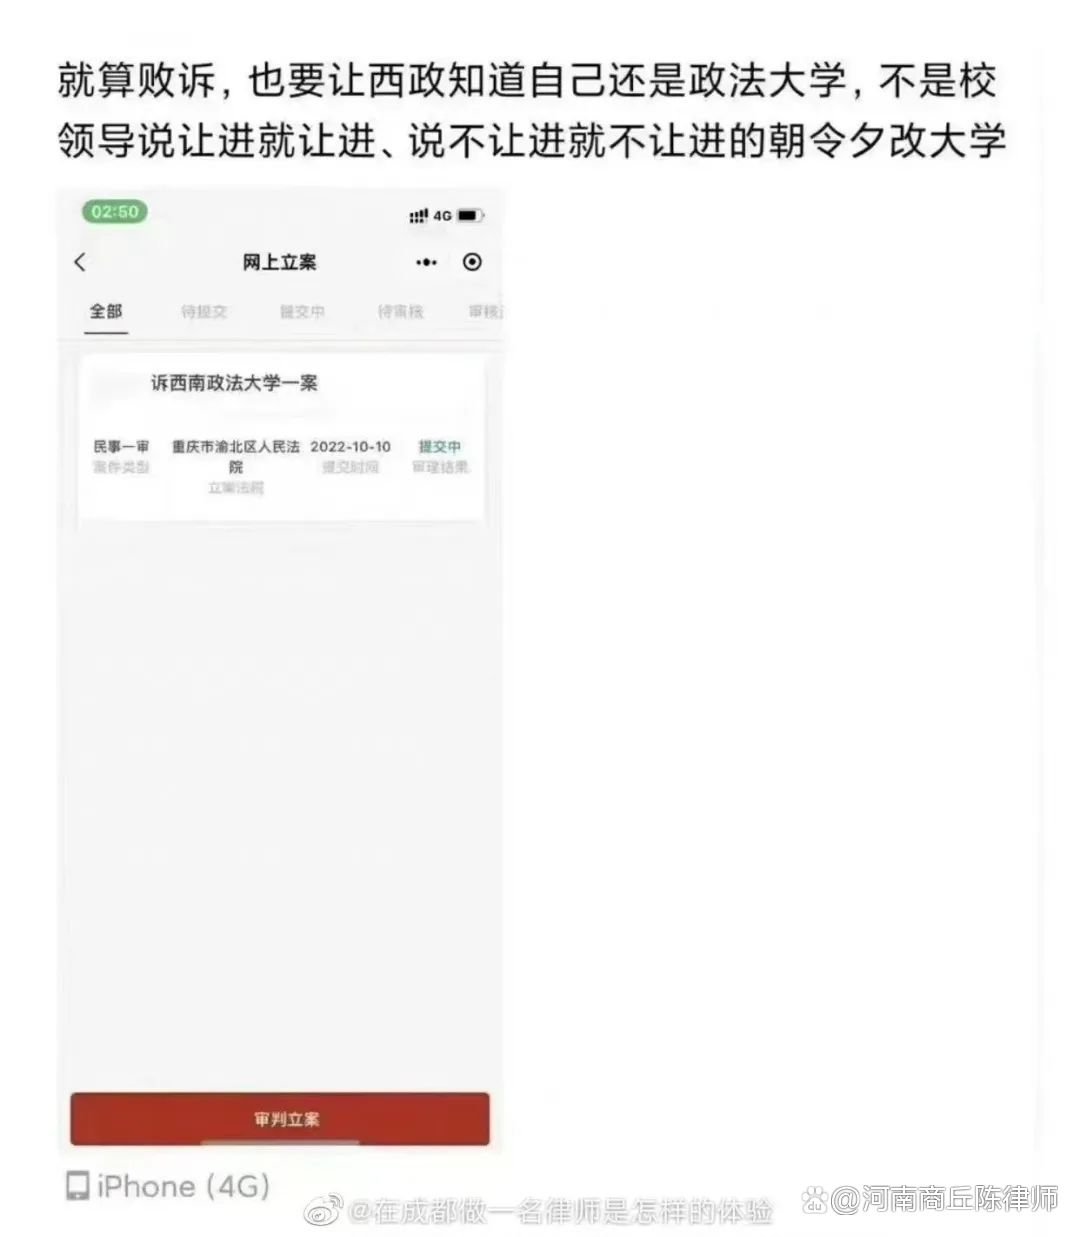 就算败诉，也要让西政知道自己还是政法大学，不是校
领导说让进就让进、说不让进就不让进的朝令夕改大学
02:50
4G
网上立案
全部 待提交 提交中 待审核 审核
诉西南政法大学一案
民事一审 重庆市渝北区人民法 2022-10-10 提交中
案件类型 院 提交时间 审理结果
立案法院
审判立案
iPhone (4G)
@在成都做一名律师是怎样的体验
@河南商丘陈律师